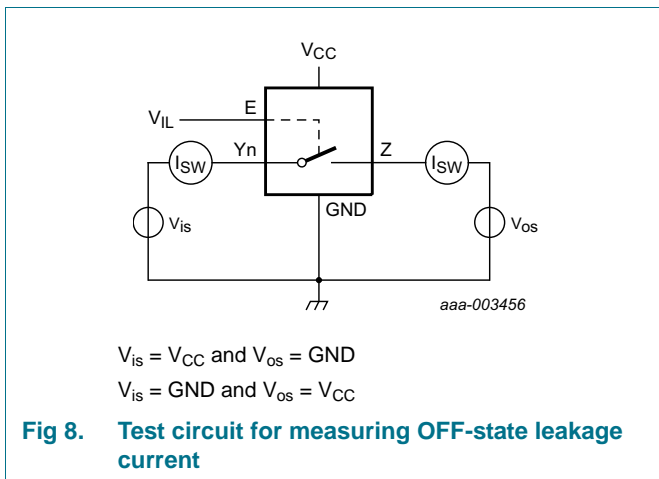 VCC
E
VIL
Yn
Z
ISW
ISW
GND
Vis
Vos
aaa-003456
Vis = VCC and Vos = GND
Vis = GND and Vos = VCC
Fig 8. Test circuit for measuring OFF-state leakage
current